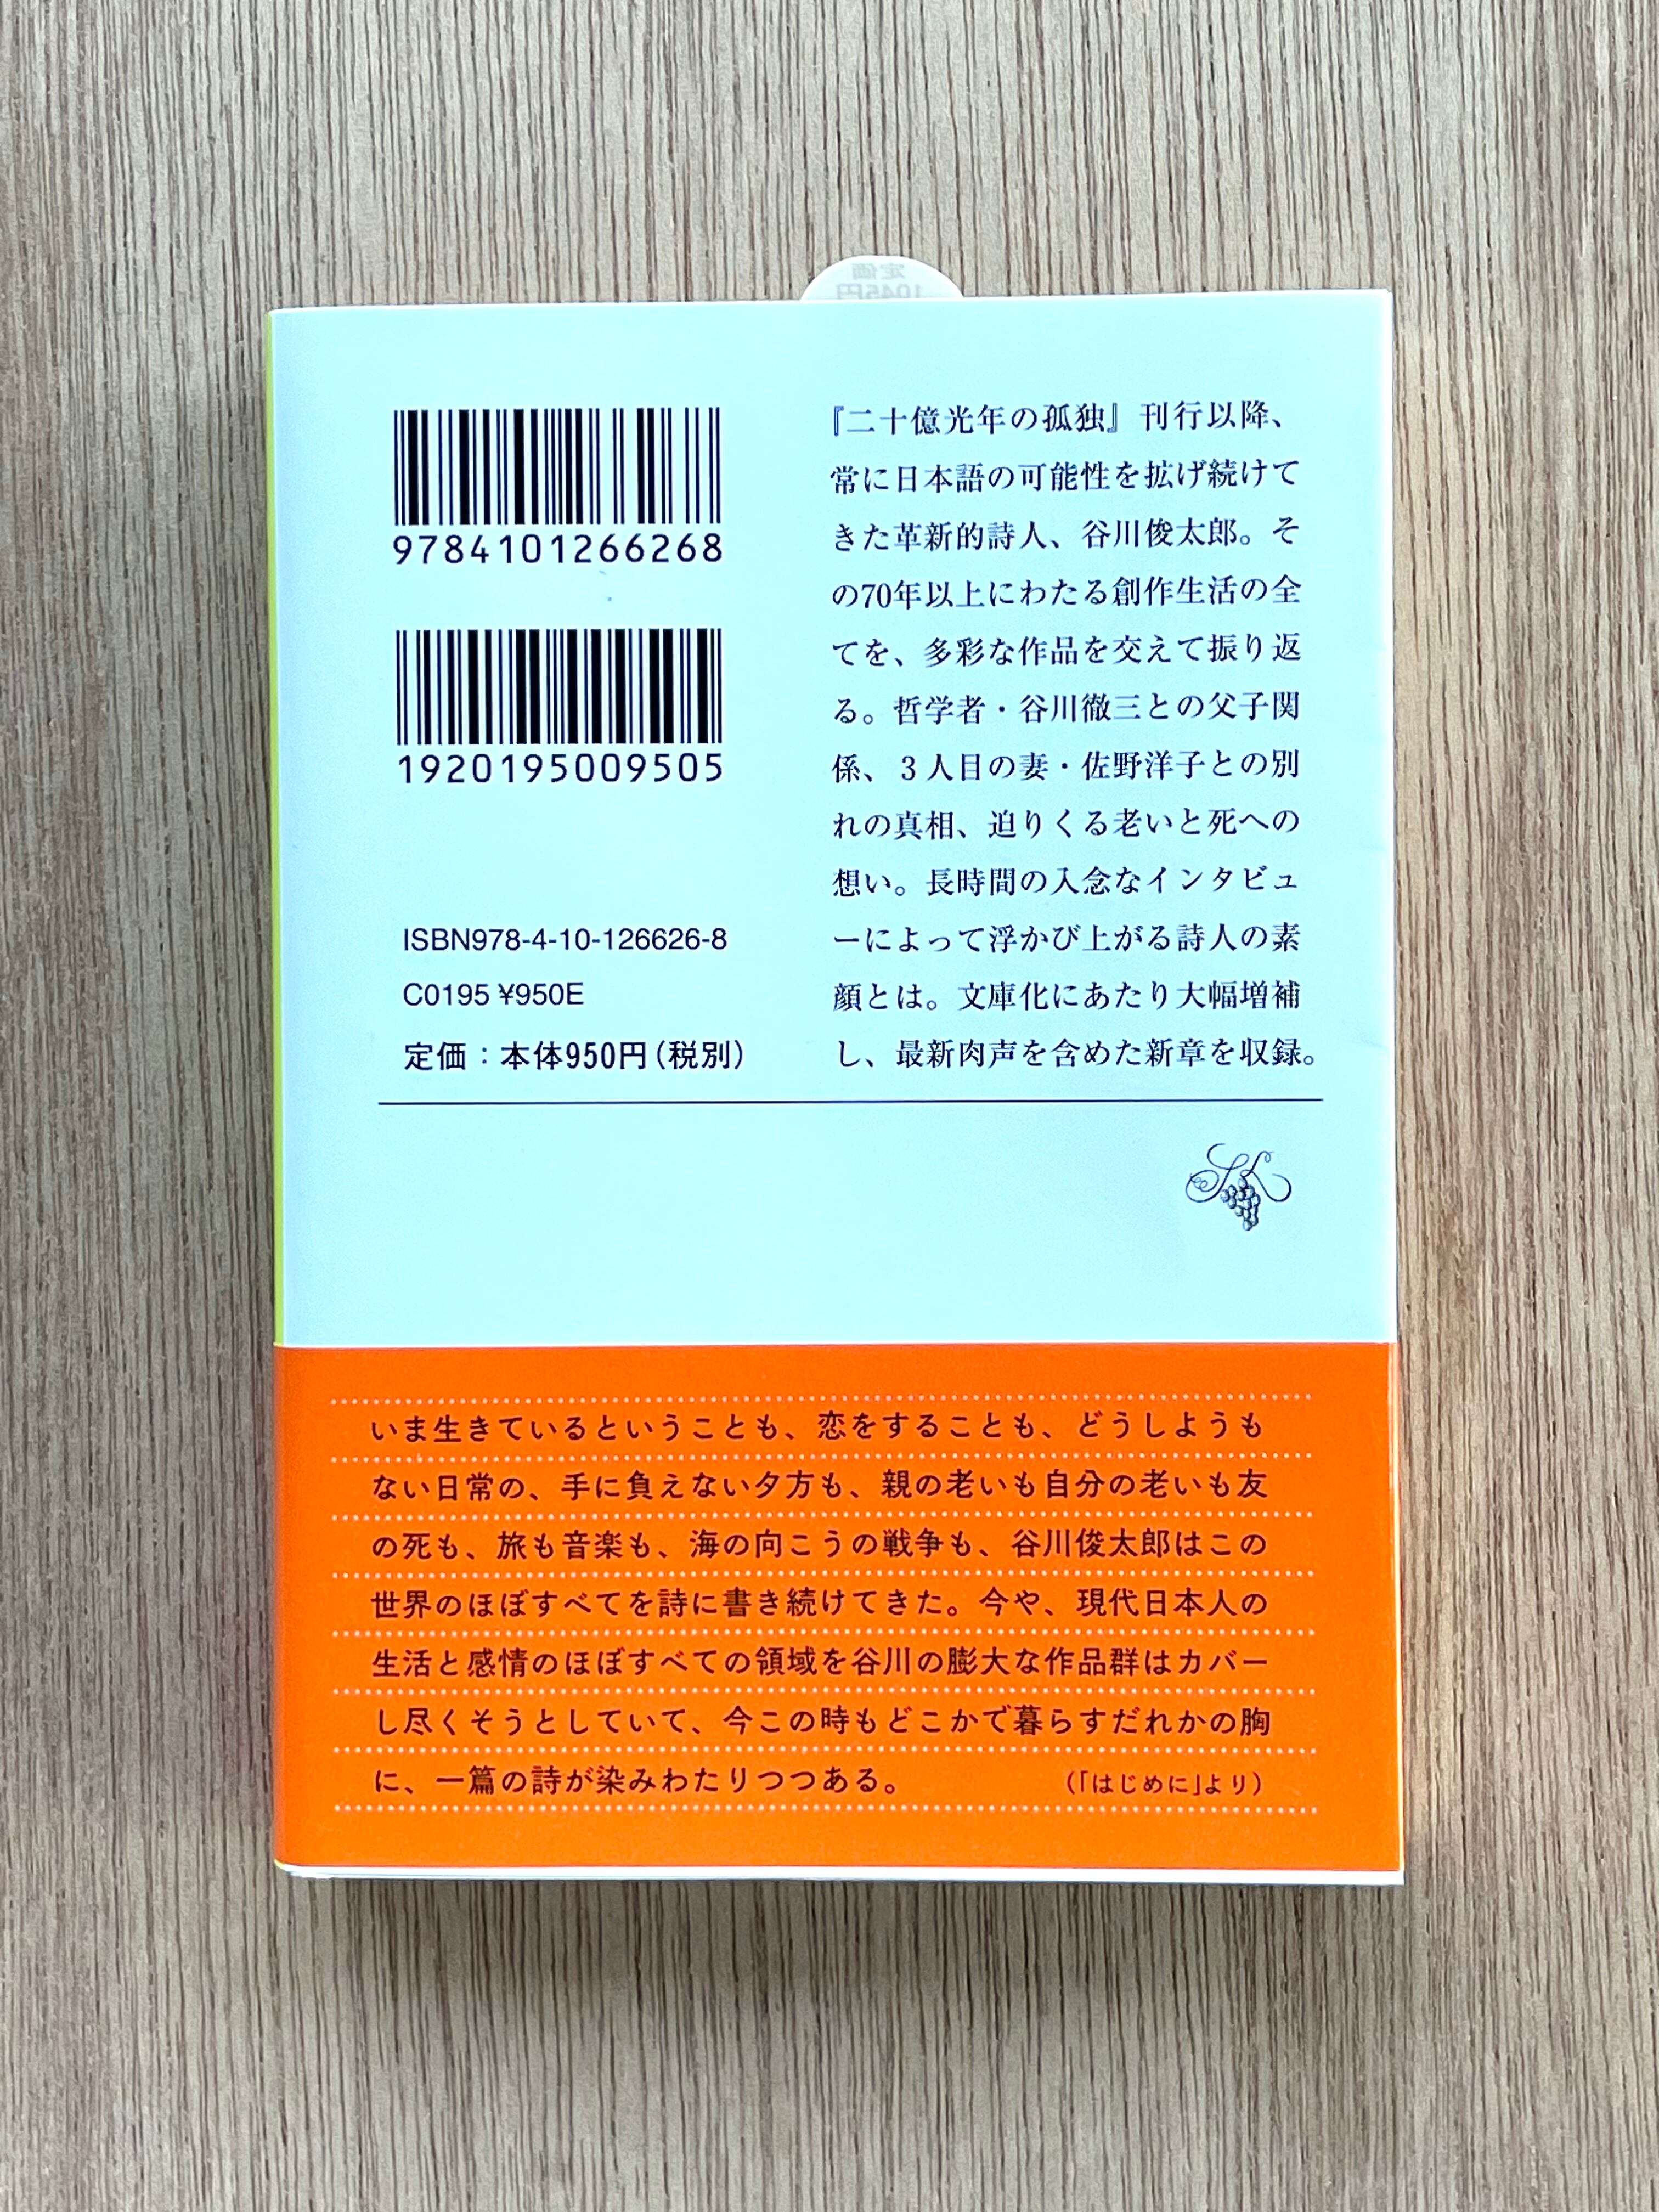 定価
1045円
9784101266268
1920195009505
ISBN978-4-10-126626-8
C0195 ¥950E
定価：本体950円（税別）
『二十億光年の孤独』刊行以降、
常に日本語の可能性を拡げ続けて
きた革新的詩人、谷川俊太郎。そ
の70年以上にわたる創作生活の全
てを、多彩な作品を交えて振り返
る。哲学者・谷川徹三との父子関
係、3人目の妻・佐野洋子との別
れの真相、迫りくる老いと死への
想い。長時間の入念なインタビュ
ーによって浮かび上がる詩人の素
顔とは。文庫化にあたり大幅増補
し、最新肉声を含めた新章を収録。
いま生きているということも、恋をすることも、どうしようも
ない日常の、手に負えない夕方も、親の老いも自分の老いも友
の死も、旅も音楽も、海の向こうの戦争も、谷川俊太郎はこの
世界のほぼすべてを詩に書き続けてきた。今や、現代日本人の
生活と感情のほぼすべての領域を谷川の膨大な作品群はカバー
し尽くそうとしていて、今この時もどこかで暮らすだれかの胸
に、一篇の詩が染みわたりつつある。（「はじめに」より）